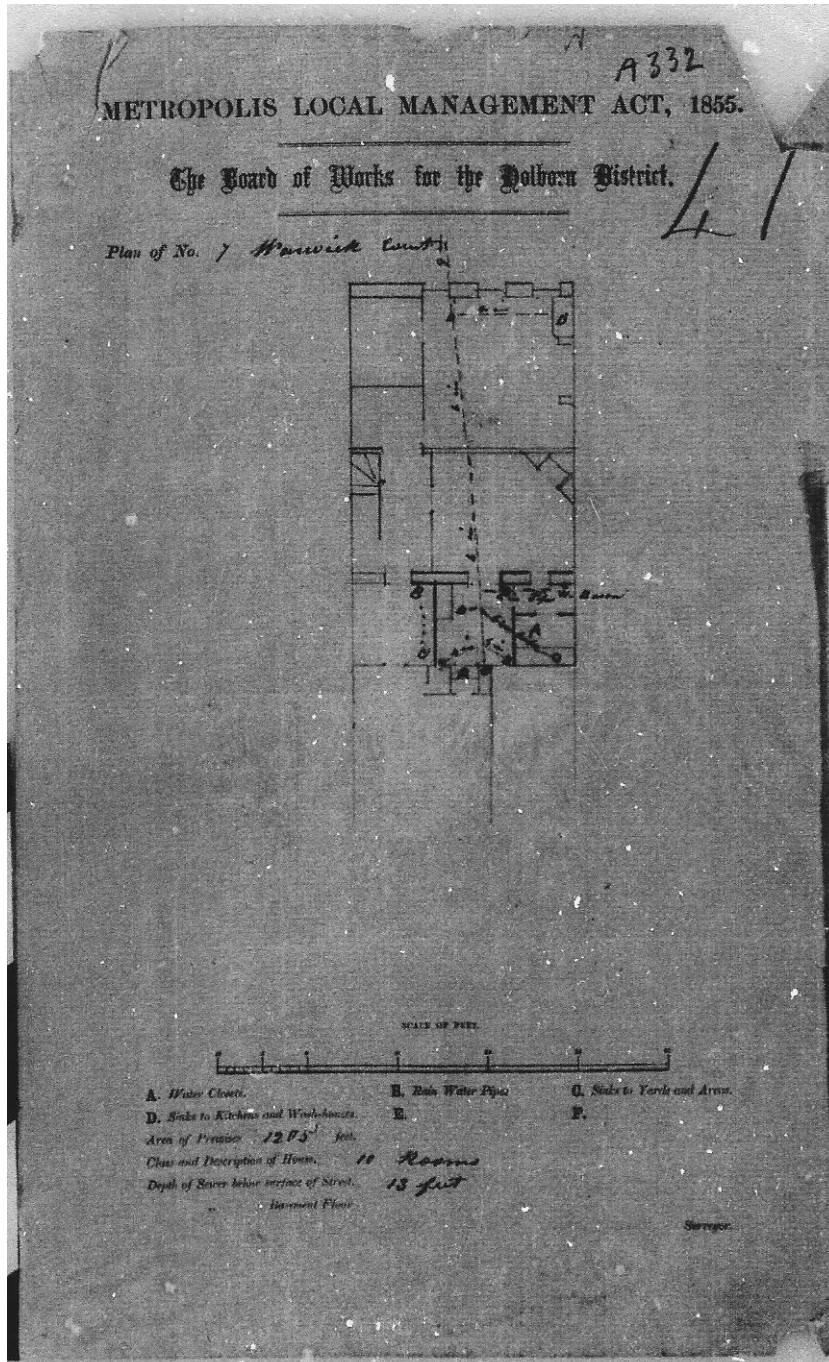 A332
METROPOLIS LOCAL MANAGEMENT ACT, 1855.
The Board of Works for the Holborn District.
41
Plan of No. 7 Warwick Court
SCALE OF FEET.
A. Water Closets. B. Rain Water Pipes C. Sinks to Yards and Areas.
D. Sinks to Kitchens and Wash-houses. E. F.
Area of Premises 1205 feet.
Class and Description of House. 10 Rooms
Depth of Sewer below surface of Street. 13 feet
" Basement Floor
Surveyor.